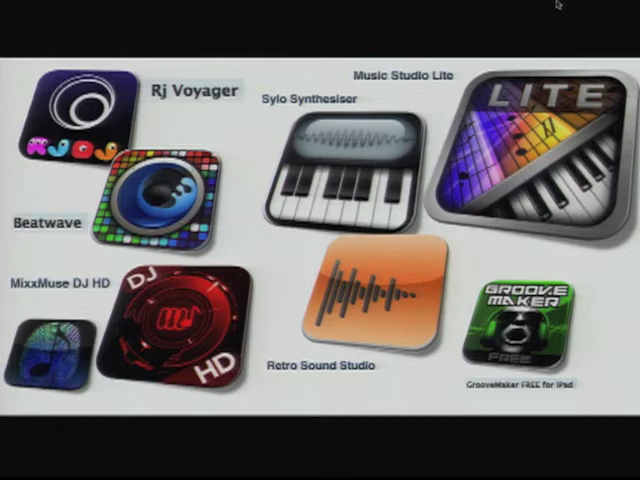 Music Studio Lite
Rj Voyager
Sylo Synthesiser
LITE
RJDJ
Beatwave
MixxMuse DJ HD
DJ
HD
Retro Sound Studio
GROOVE
MAKER
FREE
GrooveMaker FREE for iPad